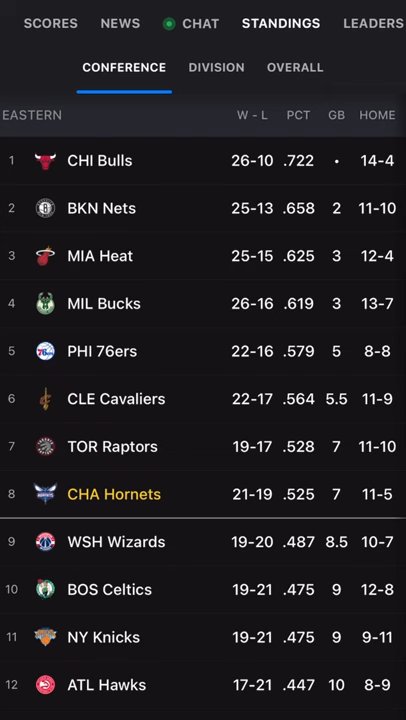 SCORES NEWS CHAT STANDINGS LEADERS
CONFERENCE DIVISION OVERALL
EASTERN W - L PCT GB HOME
1 CHI Bulls 26-10 .722 • 14-4
2 BKN Nets 25-13 .658 2 11-10
3 MIA Heat 25-15 .625 3 12-4
4 MIL Bucks 26-16 .619 3 13-7
5 PHI 76ers 22-16 .579 5 8-8
6 CLE Cavaliers 22-17 .564 5.5 11-9
7 TOR Raptors 19-17 .528 7 11-10
8 CHA Hornets 21-19 .525 7 11-5
9 WSH Wizards 19-20 .487 8.5 10-7
10 BOS Celtics 19-21 .475 9 12-8
11 NY Knicks 19-21 .475 9 9-11
12 ATL Hawks 17-21 .447 10 8-9